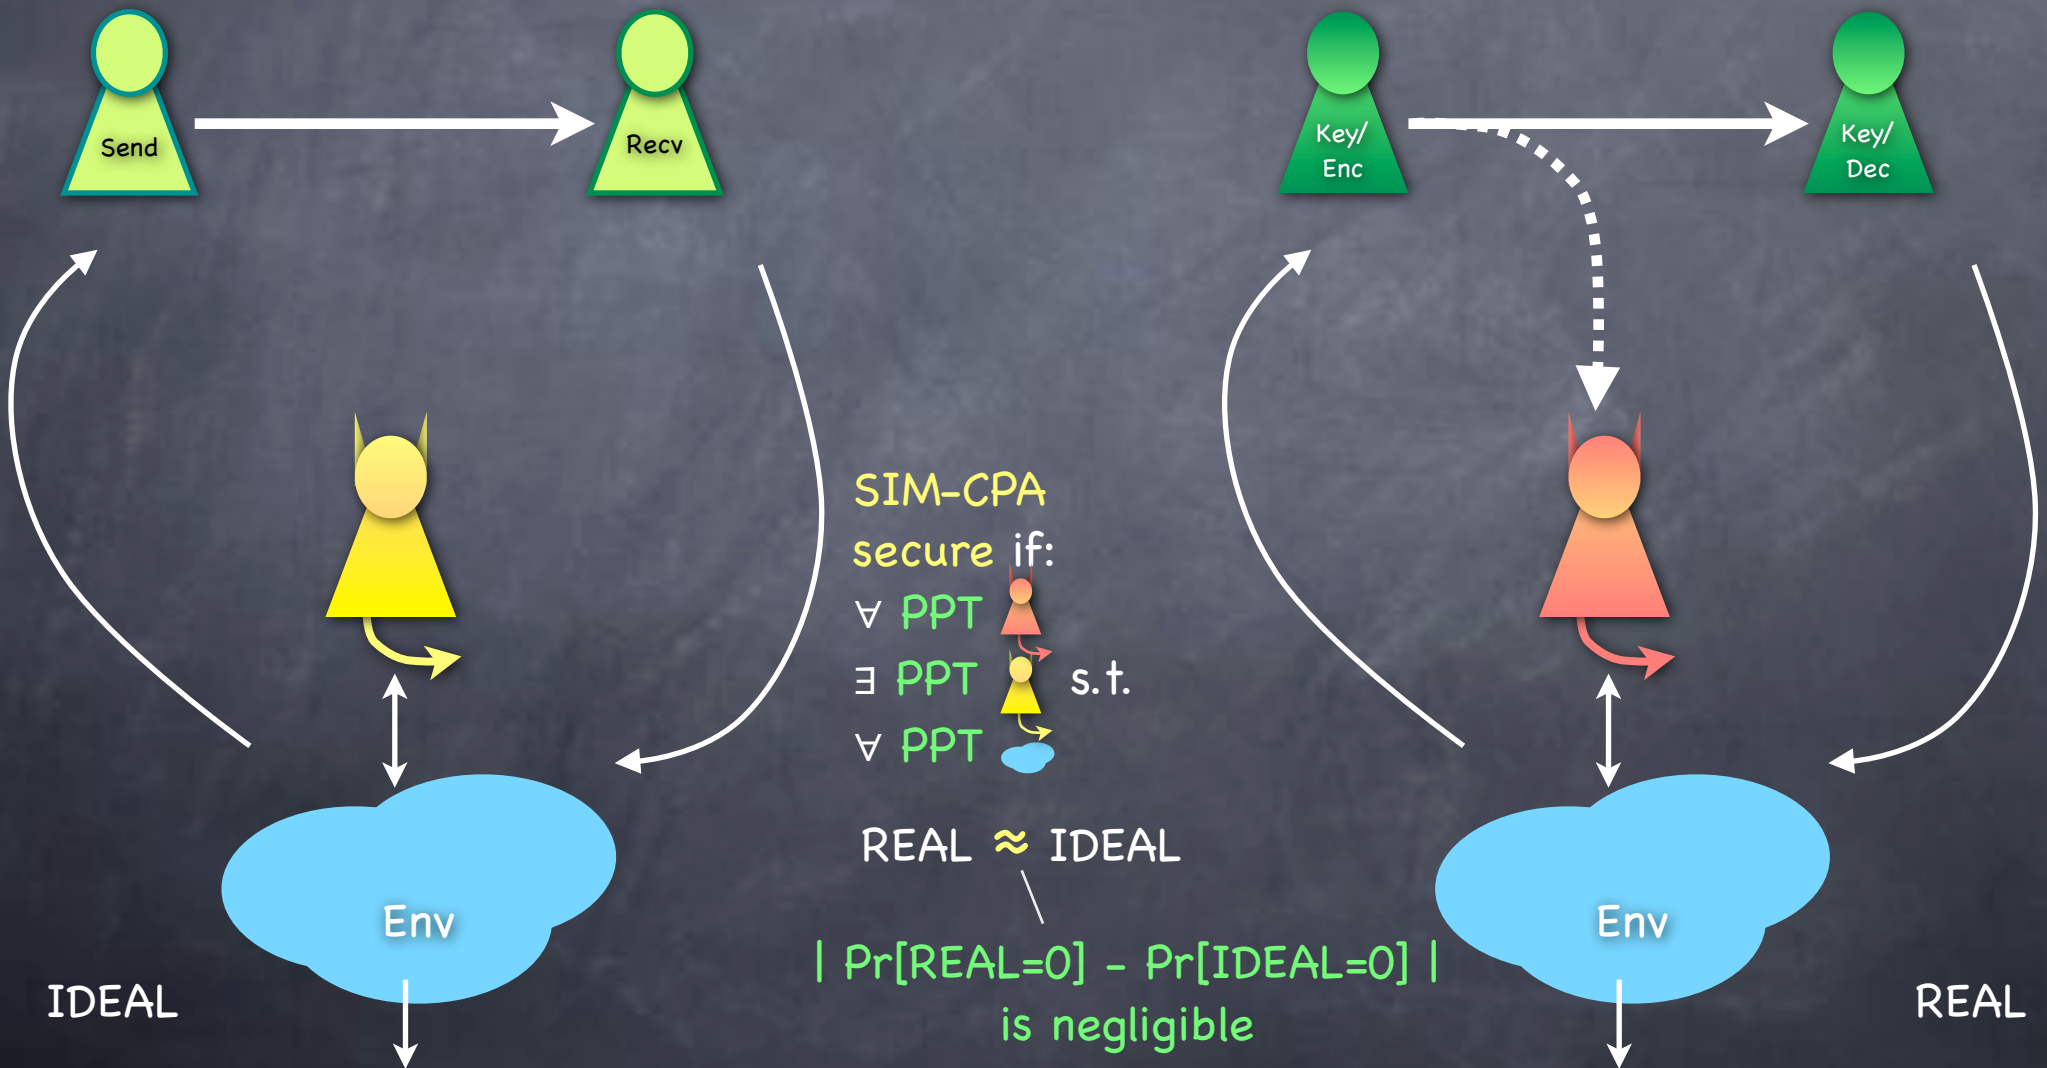 Send
Recv
Key/
Enc
Key/
Dec
SIM-CPA
secure if:
∀ PPT
∃ PPT s.t.
∀ PPT
REAL ≈ IDEAL
Env
Env
| Pr[REAL=0] - Pr[IDEAL=0] |
is negligible
IDEAL
REAL